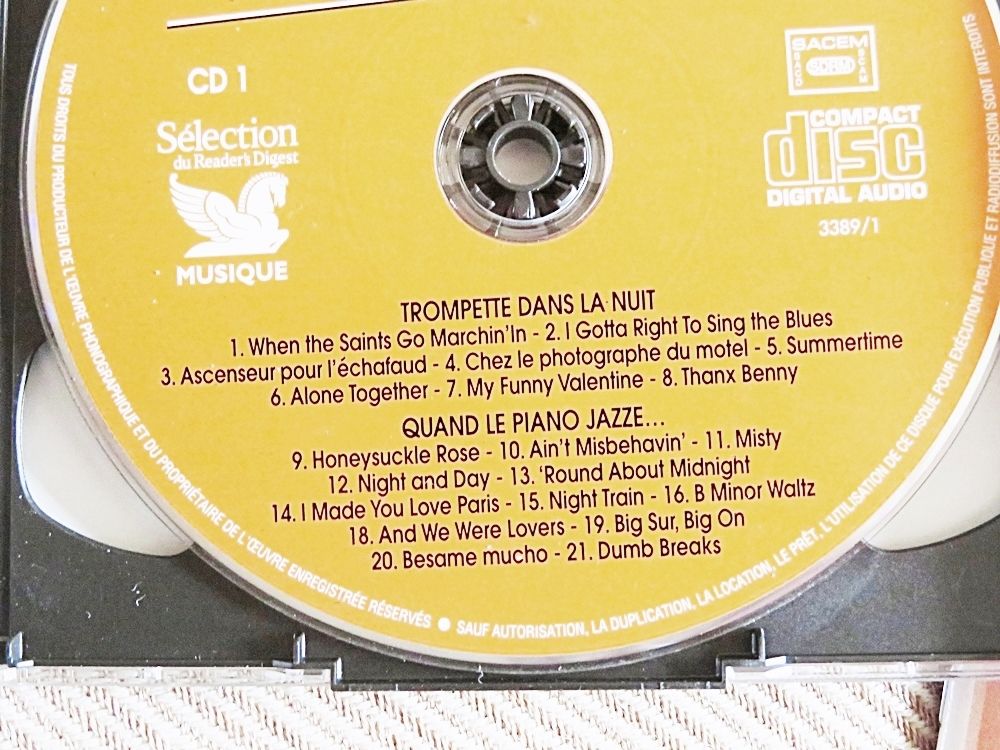 CD 1
Sélection
du Reader's Digest
MUSIQUE
SACEM
SDRM
COMPACT
disc
DIGITAL AUDIO
3389/1
TROMPETTE DANS LA NUIT
1. When the Saints Go Marchin'In - 2. I Gotta Right To Sing the Blues
3. Ascenseur pour l'échafaud - 4. Chez le photographe du motel - 5. Summertime
6. Alone Together - 7. My Funny Valentine - 8. Thanx Benny
QUAND LE PIANO JAZZE...
9. Honeysuckle Rose - 10. Ain't Misbehavin' - 11. Misty
12. Night and Day - 13. 'Round About Midnight
14. I Made You Love Paris - 15. Night Train - 16. B Minor Waltz
18. And We Were Lovers - 19. Big Sur, Big On
20. Besame mucho - 21. Dumb Breaks
TOUS DROITS DU PRODUCTEUR DE L'ŒUVRE PHONOGRAPHIQUE ET DU PROPRIÉTAIRE DE L'ŒUVRE ENREGISTRÉE RÉSERVÉS ● SAUF AUTORISATION, LA DUPLICATION, LA LOCATION, LE PRÊT, L'UTILISATION DE CE DISQUE POUR EXÉCUTION PUBLIQUE ET RADIODIFFUSION SONT INTERDITS